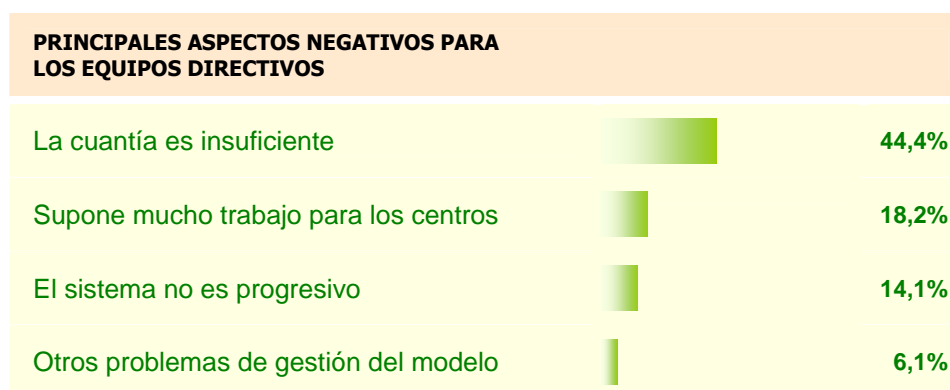 PRINCIPALES ASPECTOS NEGATIVOS PARA
LOS EQUIPOS DIRECTIVOS
La cuantía es insuficiente 44,4%
Supone mucho trabajo para los centros 18,2%
El sistema no es progresivo 14,1%
Otros problemas de gestión del modelo 6,1%